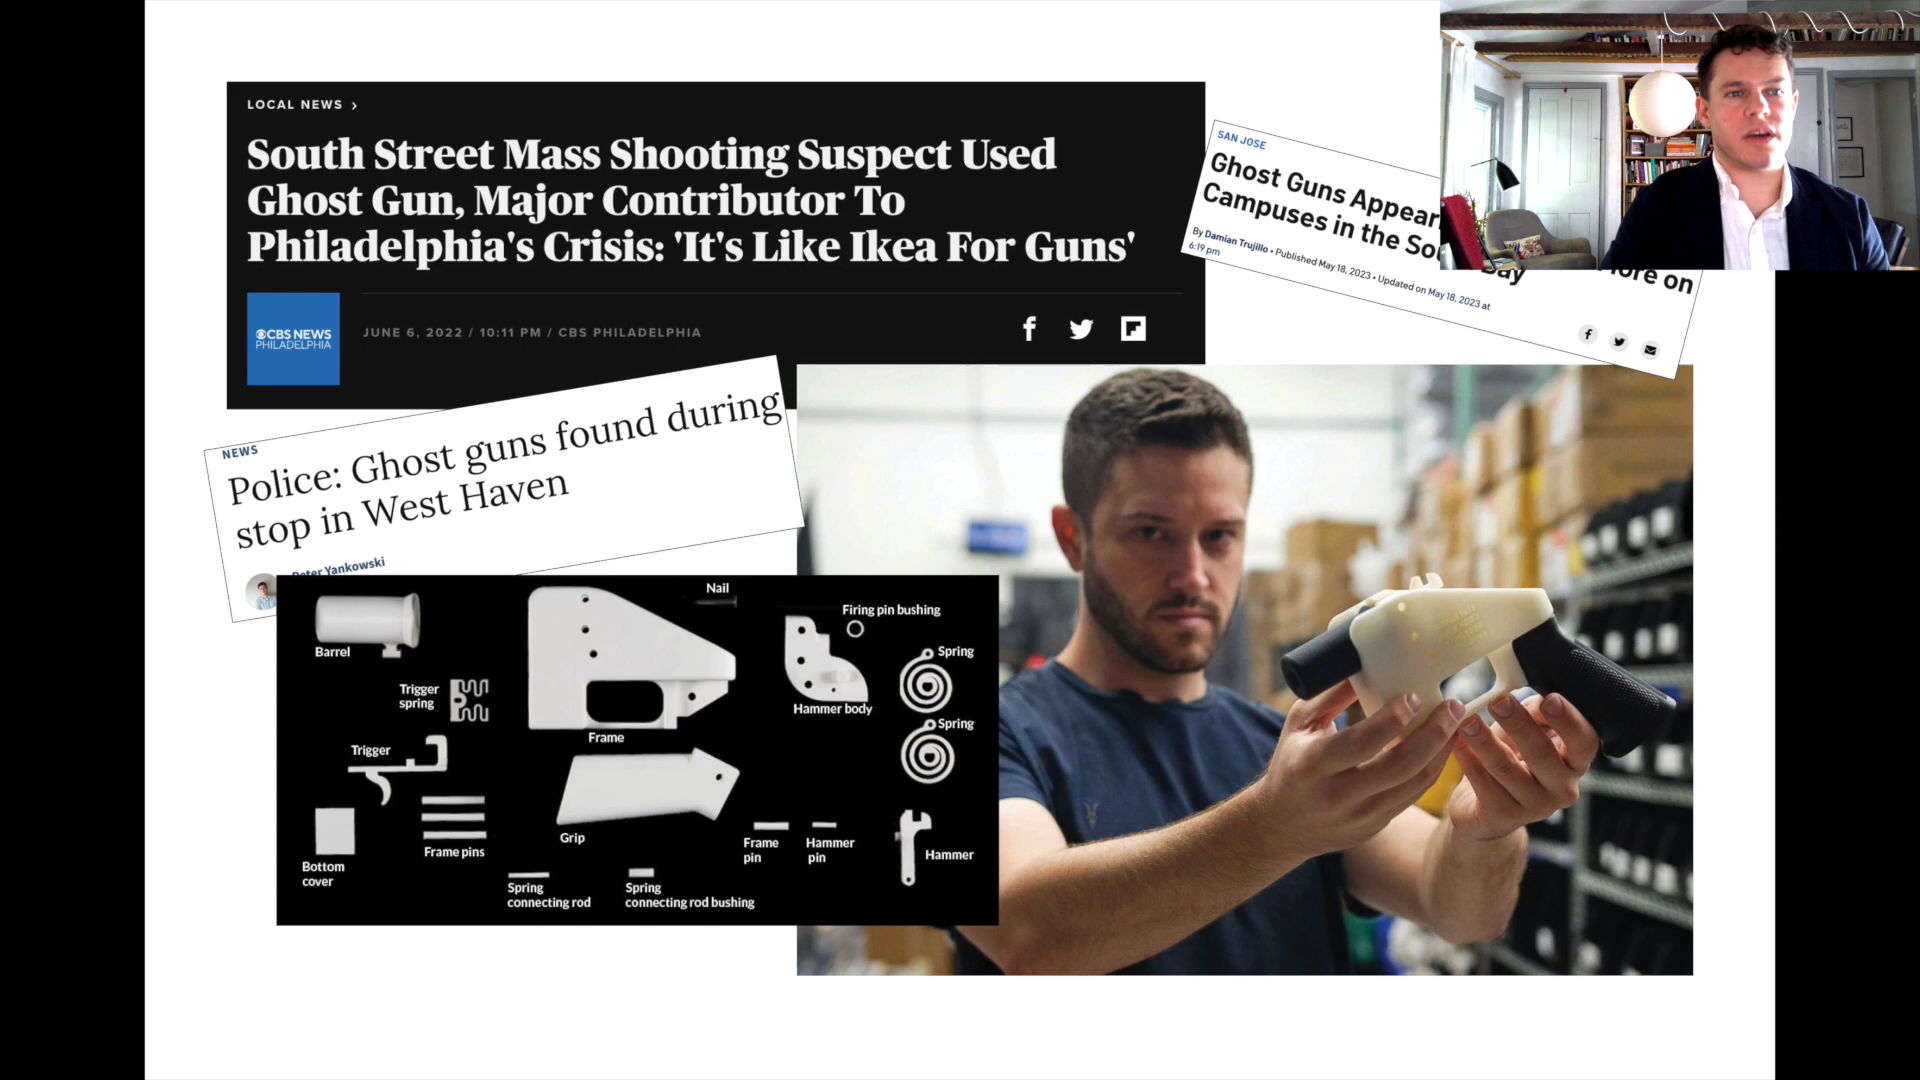 LOCAL NEWS >
South Street Mass Shooting Suspect Used
Ghost Gun, Major Contributor To
Philadelphia's Crisis: 'It's Like Ikea For Guns'
CBS NEWS
PHILADELPHIA
JUNE 6, 2022 / 10:11 PM / CBS PHILADELPHIA
SAN JOSE
Ghost Guns Appear
More on
Campuses in the So
Bay
By Damian Trujillo • Published May 18, 2023 • Updated on May 18, 2023 at
6:19 pm
NEWS
Police: Ghost guns found during
stop in West Haven
Peter Yankowski
Nail
Firing pin bushing
Barrel
Spring
Trigger
spring
Hammer body
Spring
Frame
Trigger
Grip
Frame
pin
Hammer
pin
Frame pins
Hammer
Bottom
cover
Spring
connecting rod
Spring
connecting rod bushing